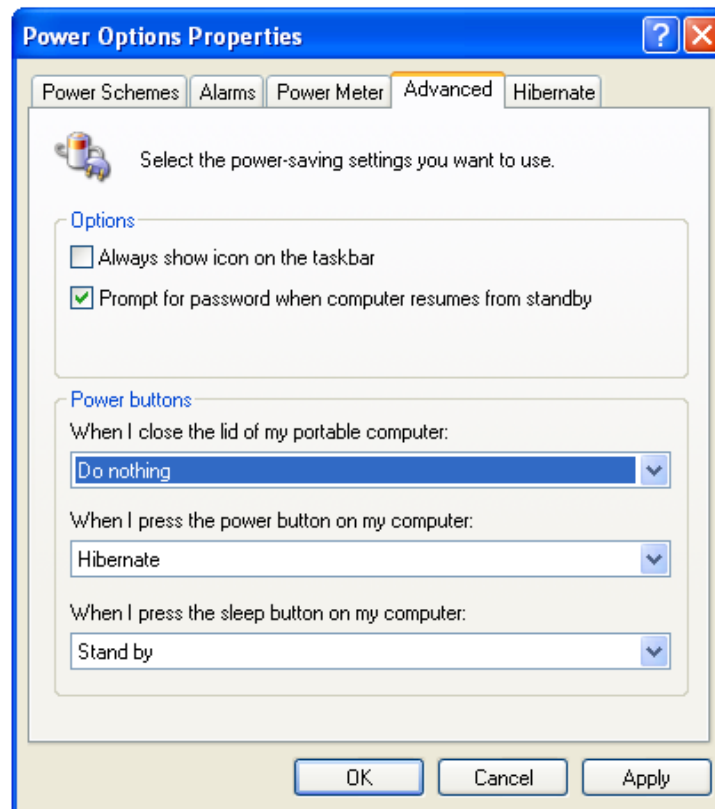 Power Options Properties
Power Schemes Alarms Power Meter Advanced Hibernate
Select the power-saving settings you want to use.
Options
Always show icon on the taskbar
Prompt for password when computer resumes from standby
Power buttons
When I close the lid of my portable computer:
Do nothing
When I press the power button on my computer:
Hibernate
When I press the sleep button on my computer:
Stand by
OK Cancel Apply